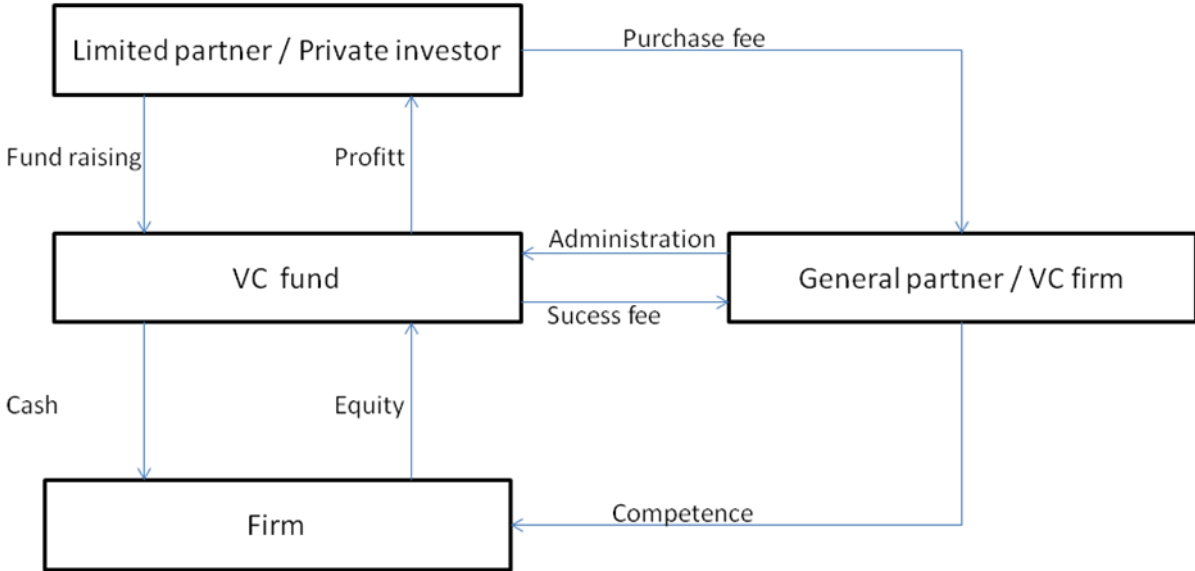 Limited partner / Private investor
Purchase fee
Fund raising
Profitt
Administration
VC fund
General partner / VC firm
Sucess fee
Cash
Equity
Firm
Competence